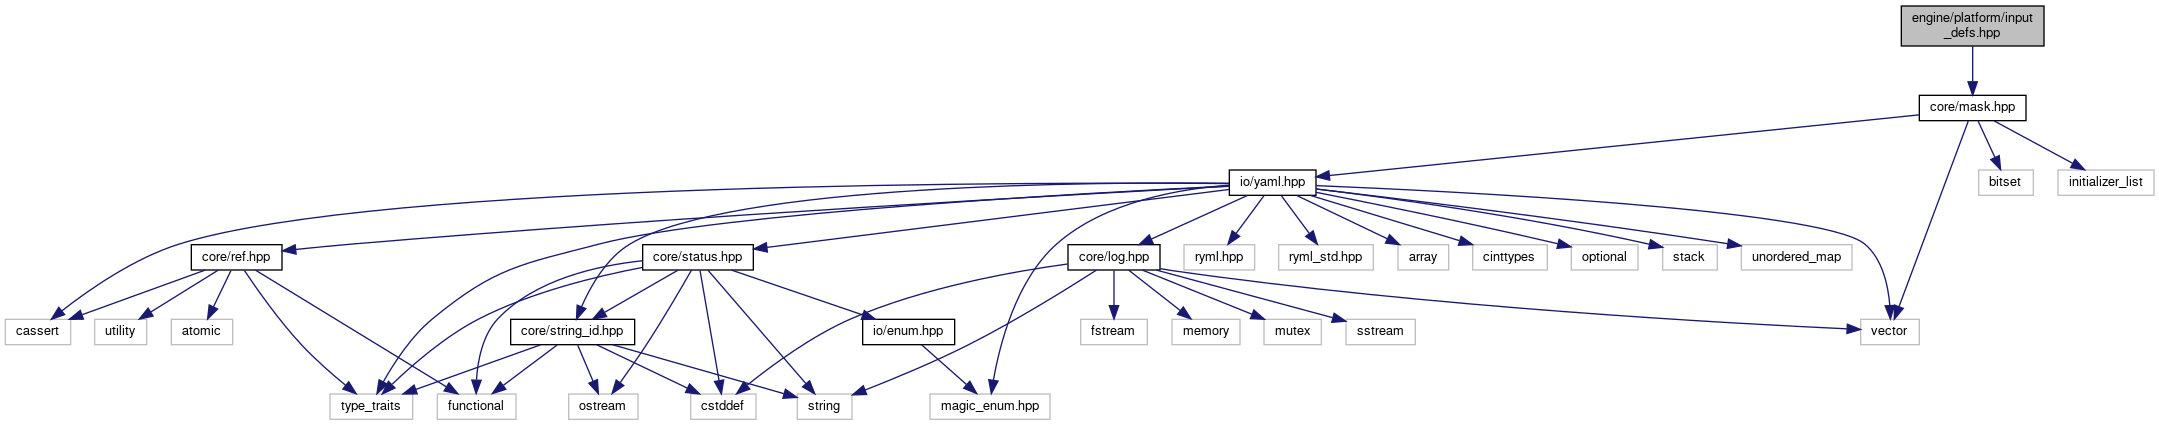 engine/platform/input
_defs.hpp
core/mask.hpp
io/yaml.hpp
bitset
initializer_list
core/ref.hpp
core/status.hpp
core/log.hpp
ryml.hpp
ryml_std.hpp
array
cinttypes
optional
stack
unordered_map
cassert
utility
atomic
core/string_id.hpp
io/enum.hpp
fstream
memory
mutex
sstream
vector
type_traits
functional
ostream
cstddef
string
magic_enum.hpp